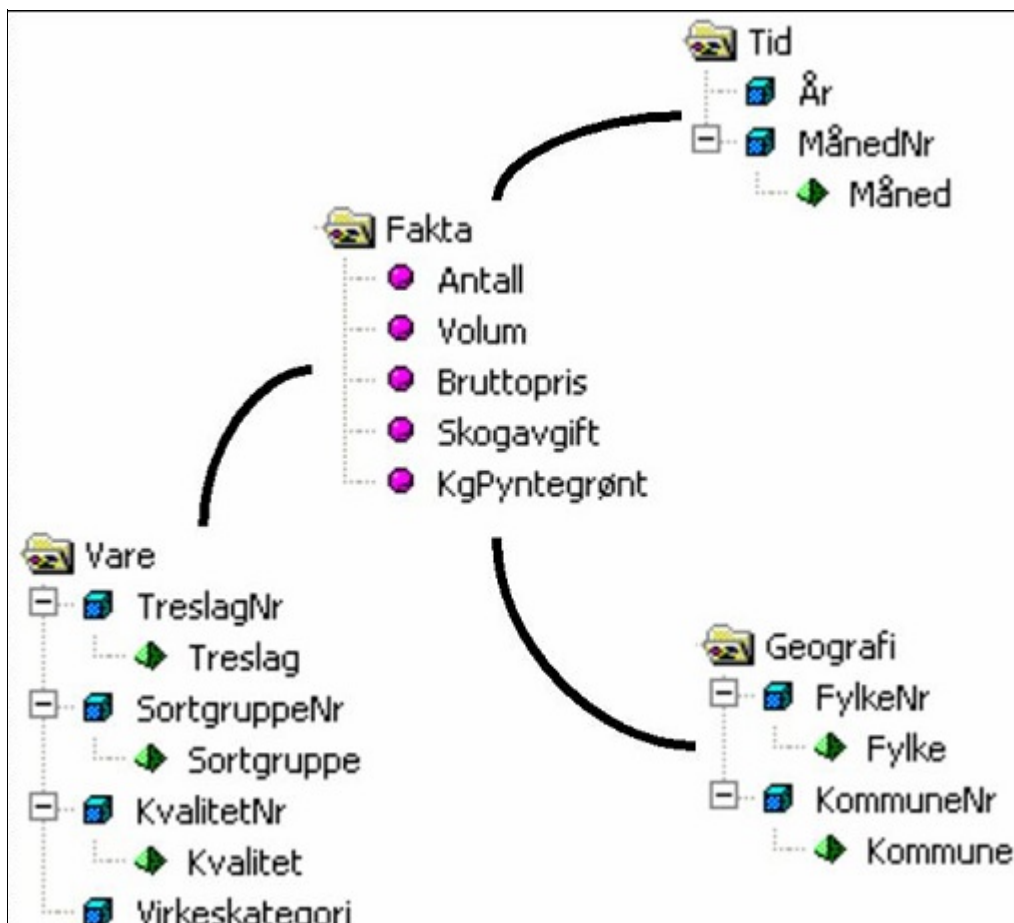 Tid
År
MånedNr
Måned
Fakta
Antall
Volum
Bruttopris
Skogavgift
KgPyntegrønt
Vare
TreslagNr
Treslag
SortgruppeNr
Sortgruppe
KvalitetNr
Kvalitet
Virkeskategori
Geografi
FylkeNr
Fylke
KommuneNr
Kommune